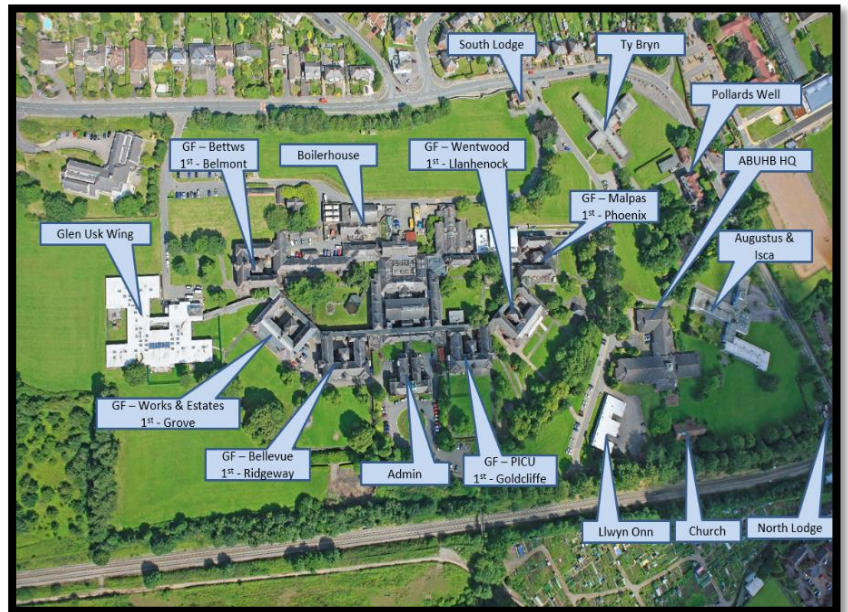 South Lodge
Ty Bryn
Pollards Well
GF – Bettws
1st - Belmont
Boilerhouse
GF – Wentwood
1st - Llanhenock
ABUHB HQ
GF – Malpas
1st - Phoenix
Glen Usk Wing
Augustus &
Isca
GF – Works & Estates
1st - Grove
GF – Bellevue
1st - Ridgeway
Admin
GF – PICU
1st - Goldcliffe
Llwyn Onn
Church
North Lodge